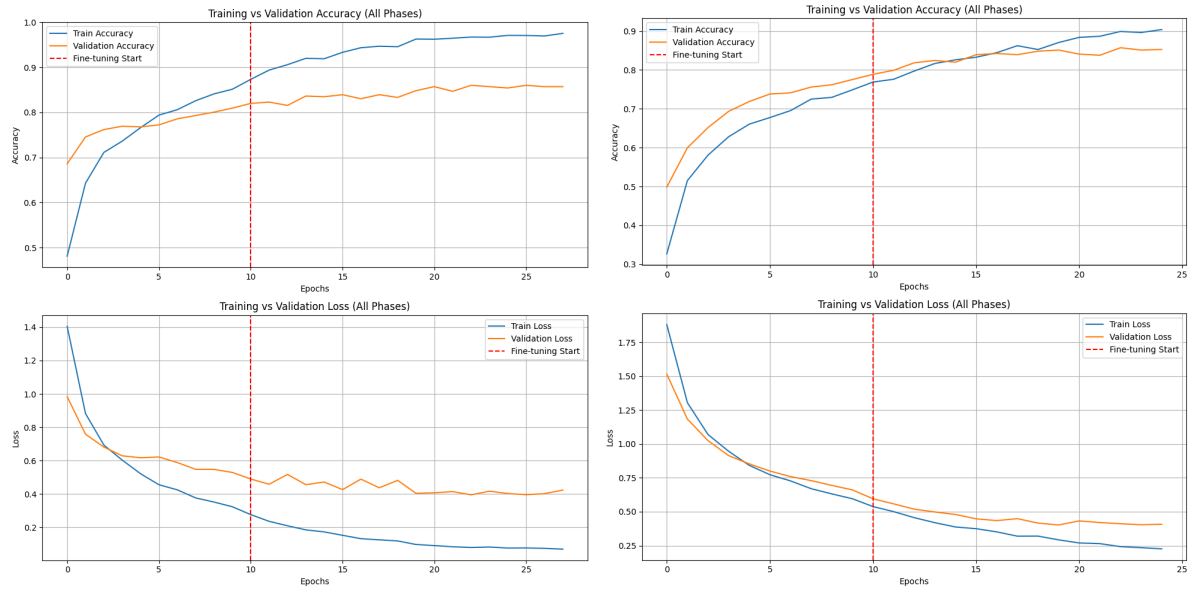 Training vs Validation Accuracy (All Phases)
1.0
0.9
0.8
0.7
0.6
0.5
Accuracy
Train Accuracy
Validation Accuracy
Fine-tuning Start
0 5 10 15 20 25
Epochs
Training vs Validation Accuracy (All Phases)
0.9
0.8
0.7
0.6
0.5
0.4
0.3
Accuracy
Train Accuracy
Validation Accuracy
Fine-tuning Start
0 5 10 15 20 25
Epochs
Training vs Validation Loss (All Phases)
1.4
1.2
1.0
0.8
0.6
0.4
0.2
Loss
Train Loss
Validation Loss
Fine-tuning Start
0 5 10 15 20 25
Epochs
Training vs Validation Loss (All Phases)
1.75
1.50
1.25
1.00
0.75
0.50
0.25
Loss
Train Loss
Validation Loss
Fine-tuning Start
0 5 10 15 20 25
Epochs